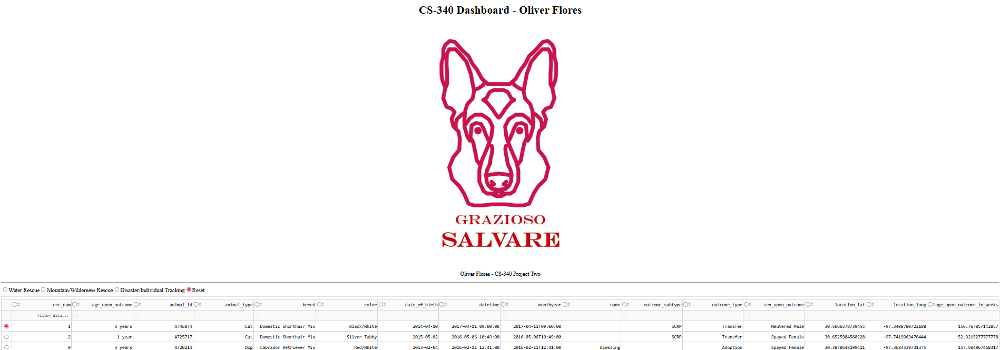 CS-340 Dashboard - Oliver Flores
GRAZIOSO
SALVARE
Oliver Flores - CS-340 Project Two
Water Rescue Mountain/Wilderness Rescue Disaster/Individual Tracking Reset
rec_num age_upon_outcome animal_id animal_type breed color date_of_birth datetime monthyear name outcome_subtype outcome_type sex_upon_outcome location_lat location_long age_upon_outcome_in_weeks
filter data...
1 3 years A746874 Cat Domestic Shorthair Mix Black/White 2014-04-10 2017-04-11 09:00:00 2017-04-11T09:00:00 SCRP Transfer Neutered Male 30.5066578739455 -97.3408780722188 156.767857142857
2 1 year A725717 Cat Domestic Shorthair Mix Silver Tabby 2015-05-02 2016-05-06 10:49:00 2016-05-06T10:49:00 SCRP Transfer Spayed Female 30.6525984560228 -97.7419963476444 52.9215277777778
9 3 years A720214 Dog Labrador Retriever Mix Red/White 2013-02-04 2016-02-11 12:41:00 2016-02-11T12:41:00 Blessing Adoption Spayed Female 30.3870648199411 -97.3684339731375 157.504067460317